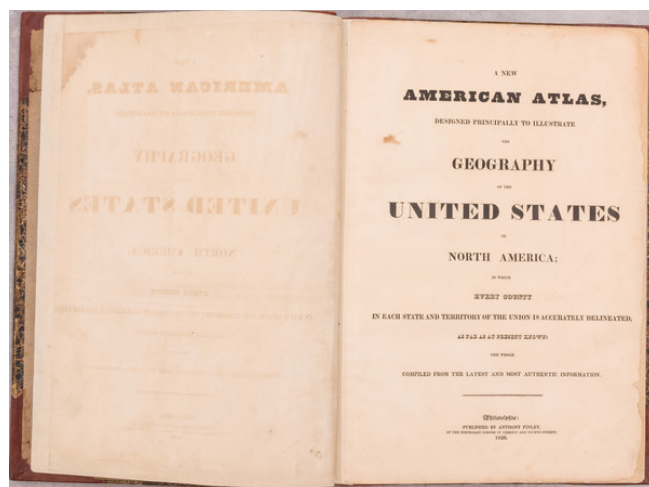 A NEW
AMERICAN ATLAS,
DESIGNED PRINCIPALLY TO ILLUSTRATE
THE
GEOGRAPHY
OF THE
UNITED STATES
OF
NORTH AMERICA;
IN WHICH
EVERY COUNTY
IN EACH STATE AND TERRITORY OF THE UNION IS ACCURATELY DELINEATED,
AS FAR AS AT PRESENT KNOWN:
THE WHOLE
COMPILED FROM THE LATEST AND MOST AUTHENTIC INFORMATION.
Philadelphia:
PUBLISHED BY ANTHONY FINLEY,
1826.